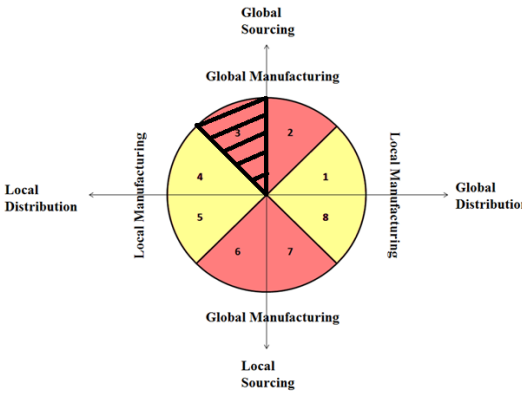 Global
Sourcing
Global Manufacturing
3
2
4
1
Local Manufacturing
Local Manufacturing
Local
Distribution
Global
Distribution
5
8
6
7
Global Manufacturing
Local
Sourcing